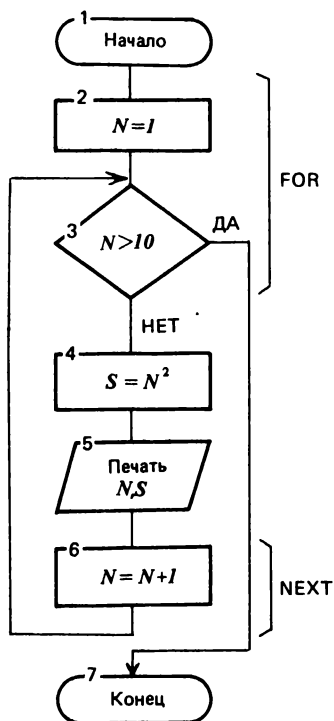 1
Начало
2
N=1
FOR
3
N>10
ДА
НЕТ
4
S = N²
5
Печать
N,S
6
N = N+1
NEXT
7
Конец